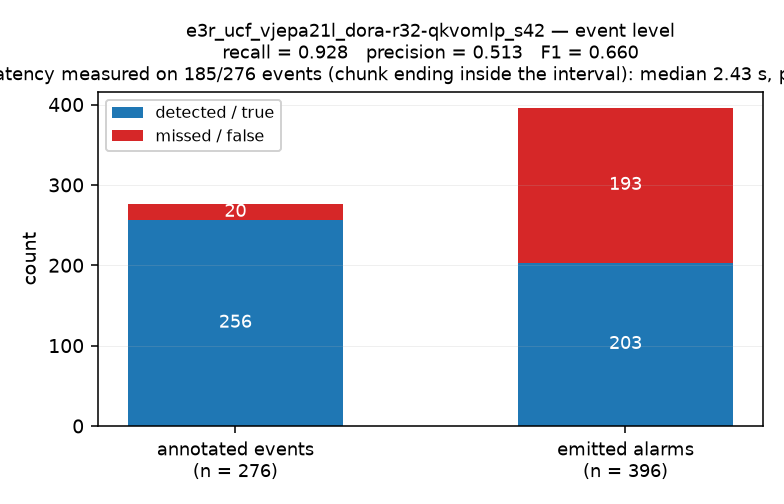 e3r_ucf_vjepa21l_dora-r32-qkvomlp_s42 — event level
recall = 0.928 precision = 0.513 F1 = 0.660
measured on 185/276 events (chunk ending inside the interval): median 2.43 s,
400
300
200
100
0
count
detected / true
missed / false
20
256
193
203
annotated events
(n = 276)
emitted alarms
(n = 396)